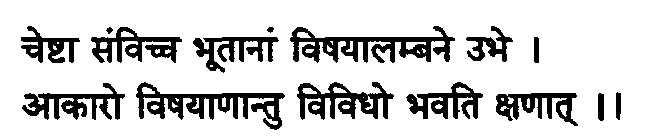 चेष्टा संविच्च भूतानां विषयालम्बने उभे ।
आकारो विषयाणान्तु विविधो भवति क्षणात् ।।